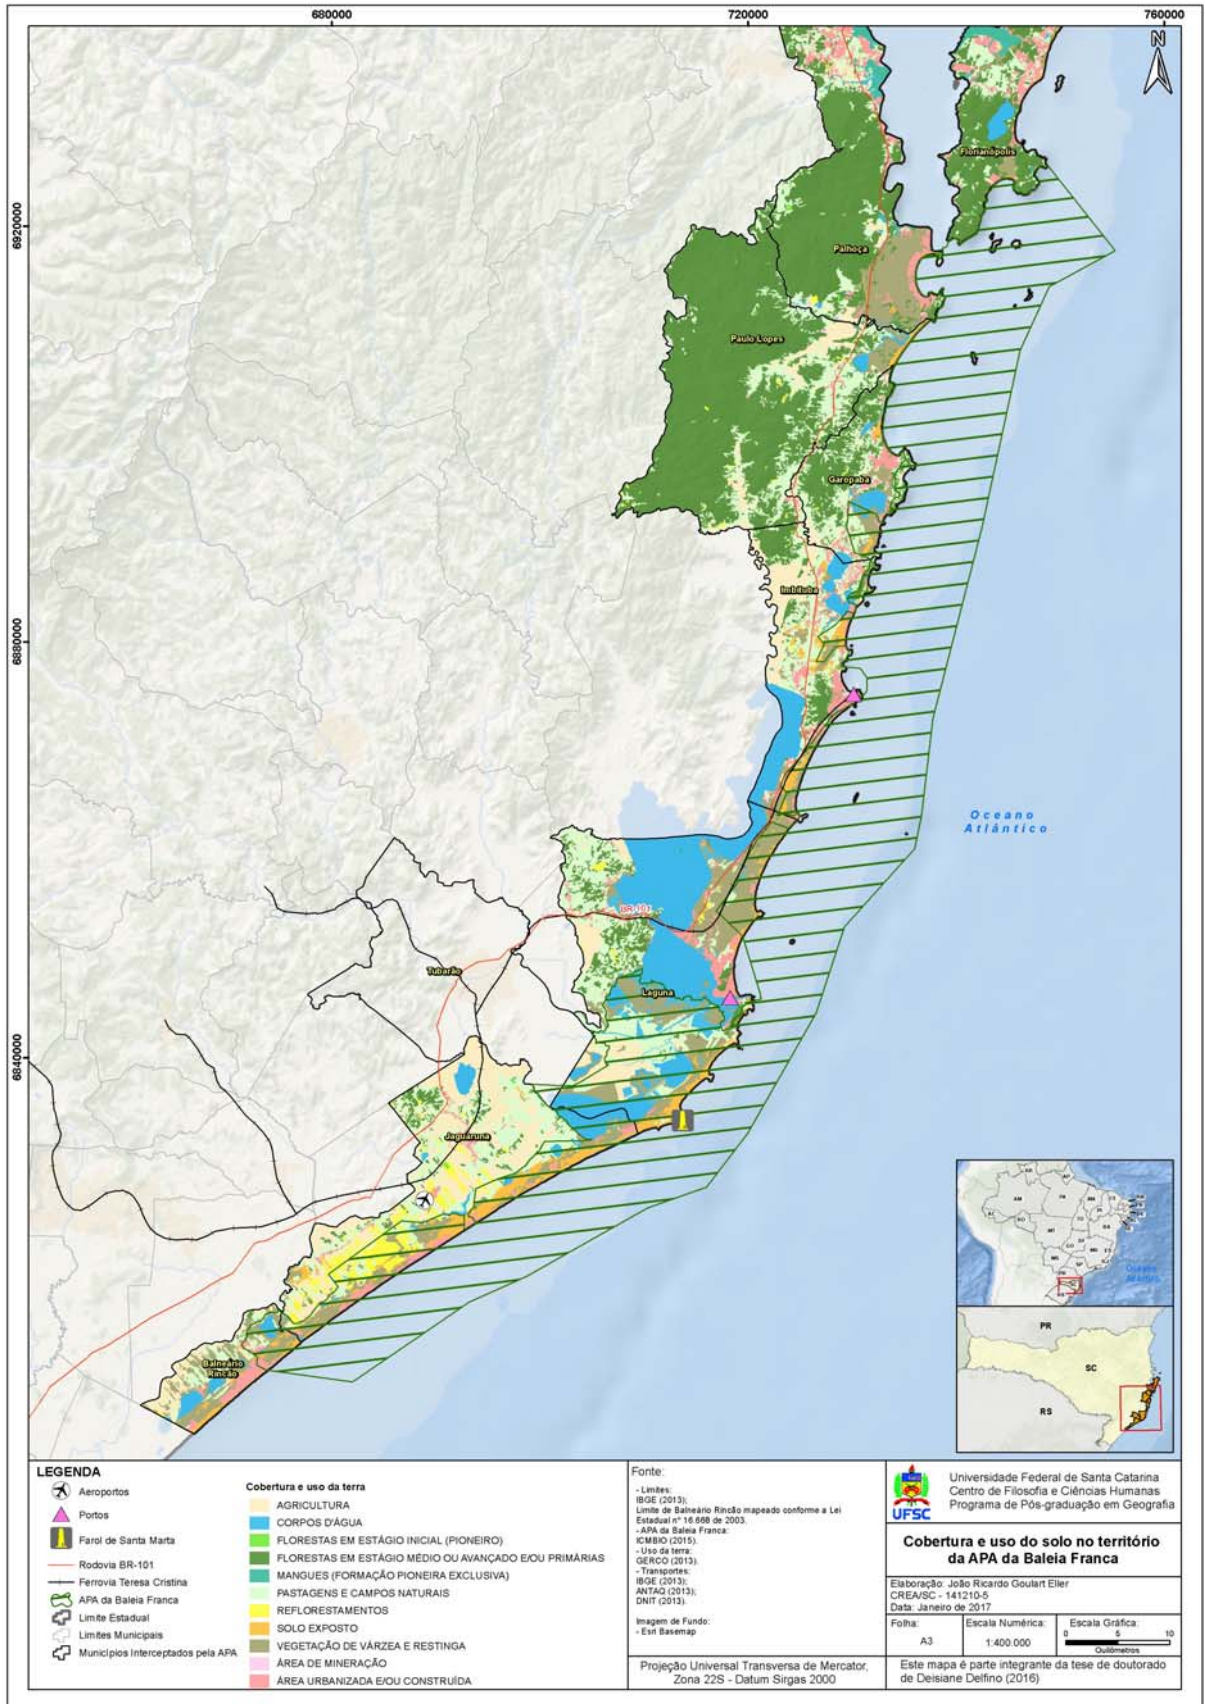 680000
720000
760000
N
6920000
6880000
6840000
Florianópolis
Palhoça
Paulo Lopes
Garopaba
Imbituba
Oceano
Atlântico
BR-101
Tubarão
Laguna
Jaguaruna
Balneário
Rincão
PR
SC
RS
LEGENDA
Aeroportos
Portos
Farol de Santa Marta
Rodovia BR-101
Ferrovia Teresa Cristina
APA da Baleia Franca
Limite Estadual
Limites Municipais
Municípios Interceptados pela APA
Cobertura e uso da terra
AGRICULTURA
CORPOS D'ÁGUA
FLORESTAS EM ESTÁGIO INICIAL (PIONEIRO)
FLORESTAS EM ESTÁGIO MÉDIO OU AVANÇADO E/OU PRIMÁRIAS
MANGUES (FORMAÇÃO PIONEIRA EXCLUSIVA)
PASTAGENS E CAMPOS NATURAIS
REFLORESTAMENTOS
SOLO EXPOSTO
VEGETAÇÃO DE VÁRZEA E RESTINGA
ÁREA DE MINERAÇÃO
ÁREA URBANIZADA E/OU CONSTRUÍDA
Fonte:
- Limites:
IBGE (2013);
Limite de Balneário Rincão mapeado conforme a Lei
Estadual nº 16.668 de 2003.
- APA da Baleia Franca:
ICMBIO (2015).
- Uso da terra:
GERCO (2013).
- Transportes:
IBGE (2013);
ANTAQ (2013);
DNIT (2013).
Imagem de Fundo:
- Esri Basemap
Projeção Universal Transversa de Mercator,
Zona 22S - Datum Sirgas 2000
UFSC
Universidade Federal de Santa Catarina
Centro de Filosofia e Ciências Humanas
Programa de Pós-graduação em Geografia
Cobertura e uso do solo no território
da APA da Baleia Franca
Elaboração: João Ricardo Goulart Eller
CREA/SC - 141210-5
Data: Janeiro de 2017
Folha:
A3
Escala Numérica:
1:400.000
Escala Gráfica:
0 5 10
Quilômetros
Este mapa é parte integrante da tese de doutorado
de Deisiane Delfino (2016)